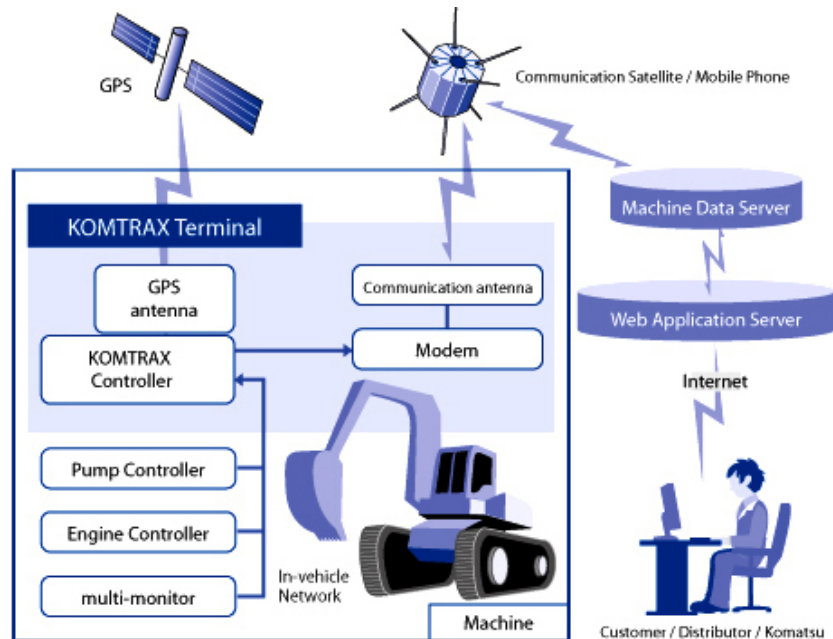 GPS
Communication Satellite / Mobile Phone
KOMTRAX Terminal
GPS
antenna
Communication antenna
KOMTRAX
Controller
Modem
Pump Controller
Engine Controller
multi-monitor
In-vehicle
Network
Machine
Machine Data Server
Web Application Server
Internet
Customer / Distributor / Komatsu